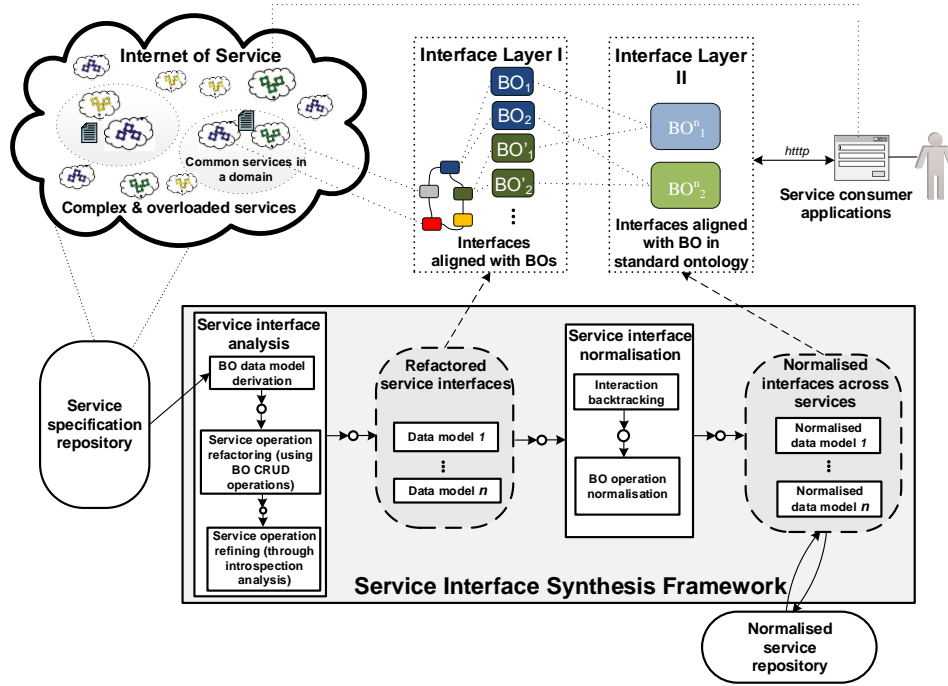 Internet of Service
Common services in
a domain
Complex & overloaded services
Interface Layer I
BO1
BO2
BO'1
BO'2
Interfaces
aligned with BOs
Interface Layer
II
BOn1
BOn2
Interfaces aligned
with BO in
standard ontology
htttp
Service consumer
applications
Service
specification
repository
Service interface
analysis
BO data model
derivation
Service operation
refactoring (using
BO CRUD
operations)
Service operation
refining (through
introspection
analysis)
Refactored
service interfaces
Data model 1
Data model n
Service interface
normalisation
Interaction
backtracking
BO operation
normalisation
Normalised
interfaces across
services
Normalised
data model 1
Normalised
data model n
Service Interface Synthesis Framework
Normalised
service
repository